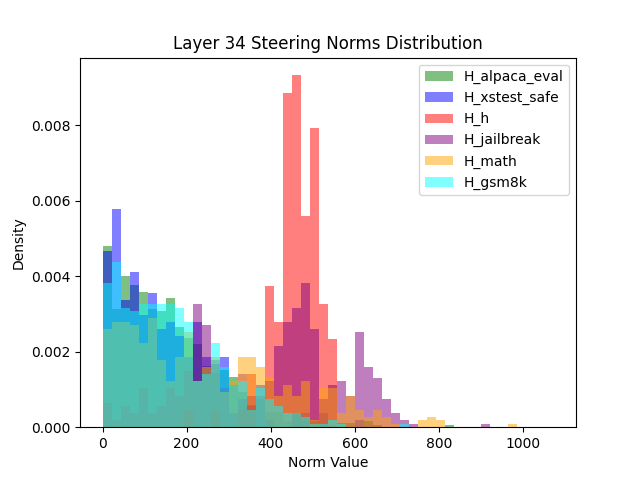 Layer 34 Steering Norms Distribution
H_alpaca_eval
H_xstest_safe
H_h
H_jailbreak
H_math
H_gsm8k
Density
0.008
0.006
0.004
0.002
0.000
0 200 400 600 800 1000
Norm Value